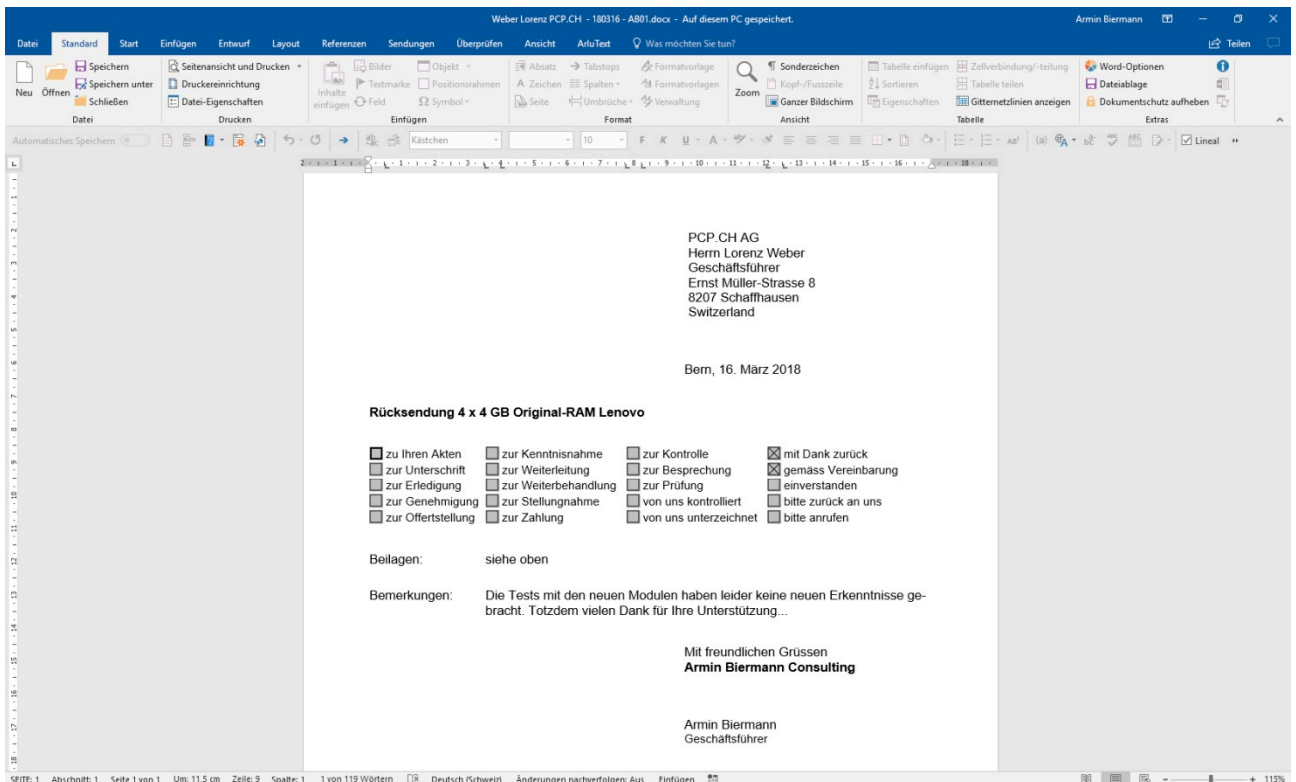 Weber Lorenz PCP.CH - 180316 - AB01.docx - Auf diesem PC gespeichert.
Armin Biermann
Datei Standard Start Einfügen Entwurf Layout Referenzen Sendungen Überprüfen Ansicht ArluText Was möchten Sie tun? Teilen
Neu
Öffnen
Speichern
Speichern unter
Schließen
Datei
Seitenansicht und Drucken
Druckereinrichtung
Datei-Eigenschaften
Drucken
Inhalte einfügen
Bilder Objekt
Textmarke Positionsrahmen
Feld Symbol
Einfügen
Absatz Tabstops Formatvorlage
Zeichen Spalten Formatvorlagen
Seite Umbrüche Verwaltung
Format
Zoom
Sonderzeichen
Kopf-/Fusszeile
Ganzer Bildschirm
Ansicht
Tabelle einfügen Zellverbindung/-teilung
Sortieren Tabelle teilen
Eigenschaften Gitternetzlinien anzeigen
Tabelle
Word-Optionen
Dateiablage
Dokumentschutz aufheben
Extras
Automatisches Speichern Kästchen 10 F K U Lineal
PCP.CH AG
Herrn Lorenz Weber
Geschäftsführer
Ernst Müller-Strasse 8
8207 Schaffhausen
Switzerland
Bern, 16. März 2018
Rücksendung 4 x 4 GB Original-RAM Lenovo
zu Ihren Akten zur Kenntnisnahme zur Kontrolle mit Dank zurück
zur Unterschrift zur Weiterleitung zur Besprechung gemäss Vereinbarung
zur Erledigung zur Weiterbehandlung zur Prüfung einverstanden
zur Genehmigung zur Stellungnahme von uns kontrolliert bitte zurück an uns
zur Offertstellung zur Zahlung von uns unterzeichnet bitte anrufen
Beilagen: siehe oben
Bemerkungen: Die Tests mit den neuen Modulen haben leider keine neuen Erkenntnisse ge-
bracht. Totzdem vielen Dank für Ihre Unterstützung...
Mit freundlichen Grüssen
Armin Biermann Consulting
Armin Biermann
Geschäftsführer
SEITE: 1 Abschnitt: 1 Seite 1 von 1 Um: 11.5 cm Zeile: 9 Spalte: 1 1 von 119 Wörtern Deutsch (Schweiz) Änderungen nachverfolgen: Aus Einfügen 115%